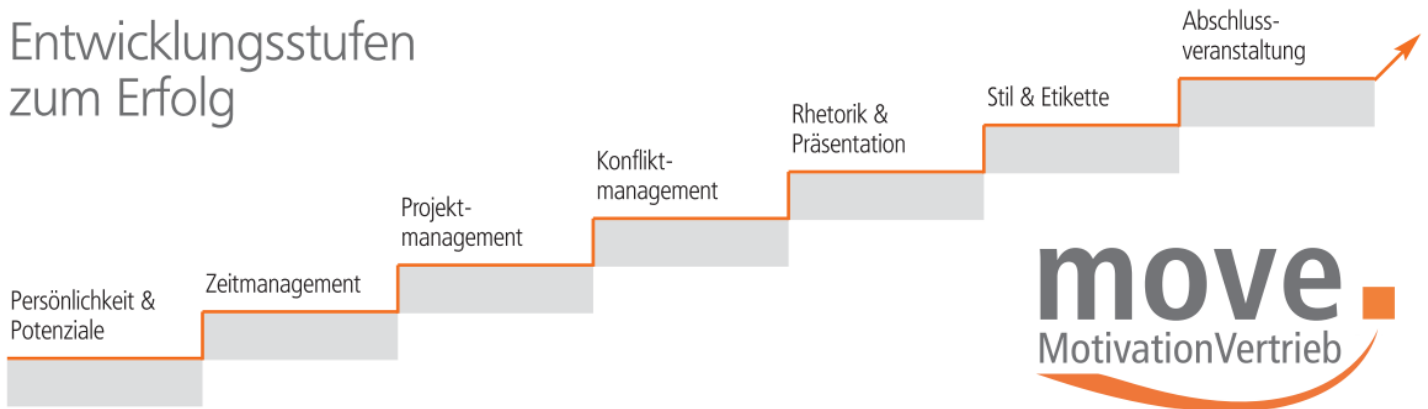 Entwicklungsstufen
zum Erfolg
Persönlichkeit &
Potenziale
Zeitmanagement
Projekt-
management
Konflikt-
management
Rhetorik &
Präsentation
Stil & Etikette
Abschluss-
veranstaltung
move.
MotivationVertrieb